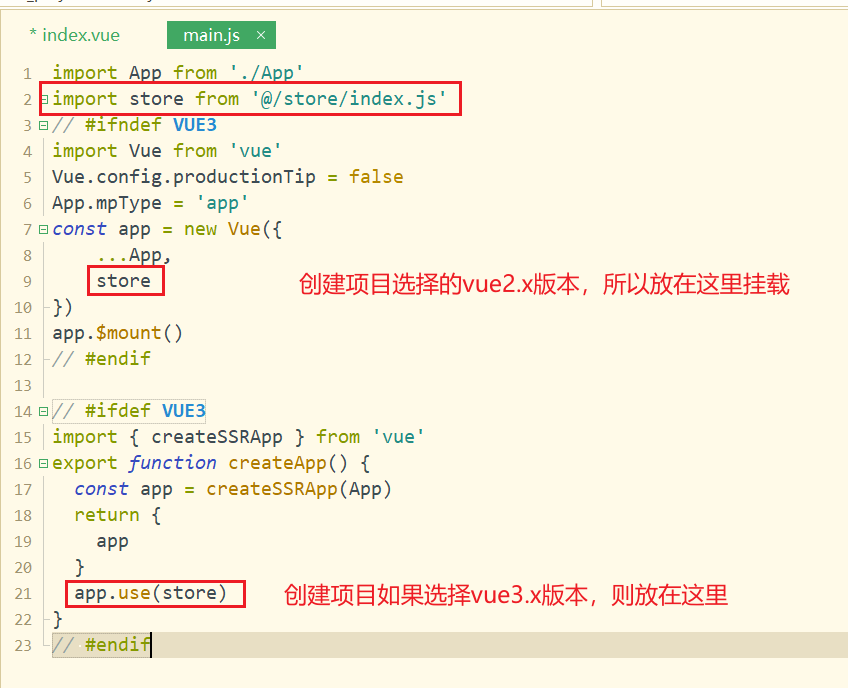 * index.vue main.js ×
1 import App from './App'
2 import store from '@/store/index.js'
3 // #ifndef VUE3
4 import Vue from 'vue'
5 Vue.config.productionTip = false
6 App.mpType = 'app'
7 const app = new Vue({
8 ...App,
9 store 创建项目选择的vue2.x版本，所以放在这里挂载
10 })
11 app.$mount()
12 // #endif
13
14 // #ifdef VUE3
15 import { createSSRApp } from 'vue'
16 export function createApp() {
17 const app = createSSRApp(App)
18 return {
19 app
20 }
21 app.use(store) 创建项目如果选择vue3.x版本，则放在这里
22 }
23 // #endif